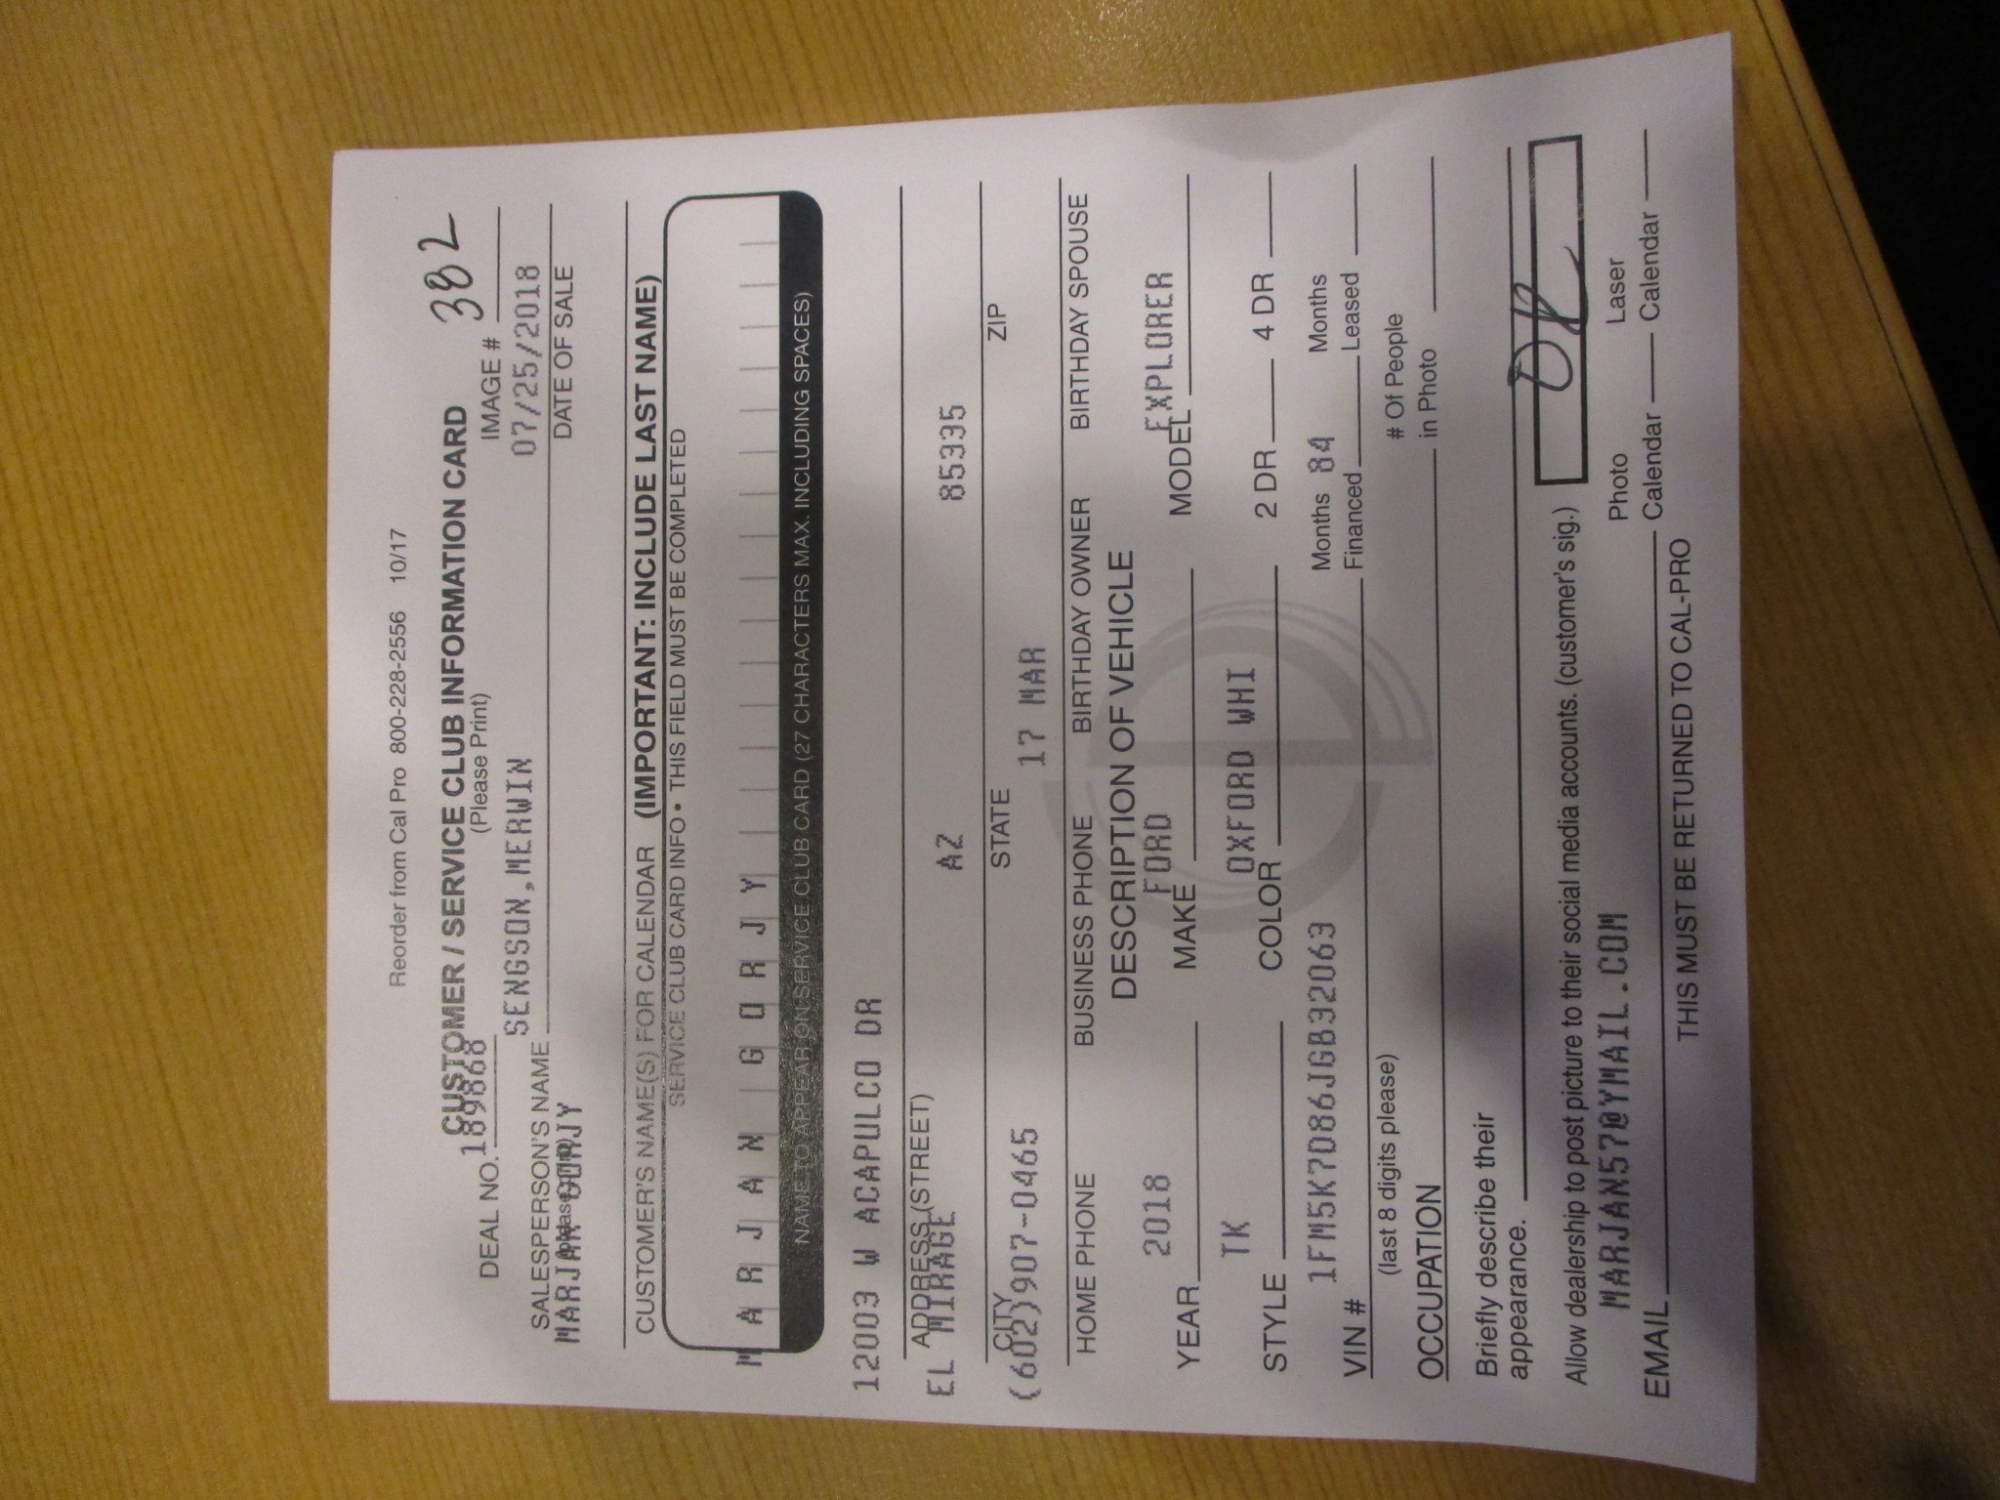 Reorder from Cal Pro 800-228-2556 10/17
CUSTOMER / SERVICE CLUB INFORMATION CARD
(Please Print)
382
DEAL NO. 189868 IMAGE #
SENGSON,MERWIN 07/25/2018
SALESPERSON'S NAME DATE OF SALE
(please print)
MARJAN GORJY
CUSTOMER'S NAME(S) FOR CALENDAR (IMPORTANT: INCLUDE LAST NAME)
SERVICE CLUB CARD INFO • THIS FIELD MUST BE COMPLETED
M A R J A N G O R J Y
NAME TO APPEAR ON SERVICE CLUB CARD (27 CHARACTERS MAX. INCLUDING SPACES)
12003 W ACAPULCO DR
ADDRESS (STREET)
EL MIRAGE AZ 85335
CITY STATE ZIP
(602)907-0465 17 MAR
HOME PHONE BUSINESS PHONE BIRTHDAY OWNER BIRTHDAY SPOUSE
DESCRIPTION OF VEHICLE
2018 FORD EXPLORER
YEAR MAKE MODEL
TK OXFORD WHI
STYLE COLOR 2 DR 4 DR
1FM5K7D86JGB32063 Months 84 Months
VIN # Financed Leased
(last 8 digits please) # Of People
OCCUPATION in Photo
Briefly describe their
appearance.
Allow dealership to post picture to their social media accounts. (customer's sig.)
MARJAN57@YMAIL.COM Photo Laser
EMAIL Calendar Calendar
THIS MUST BE RETURNED TO CAL-PRO